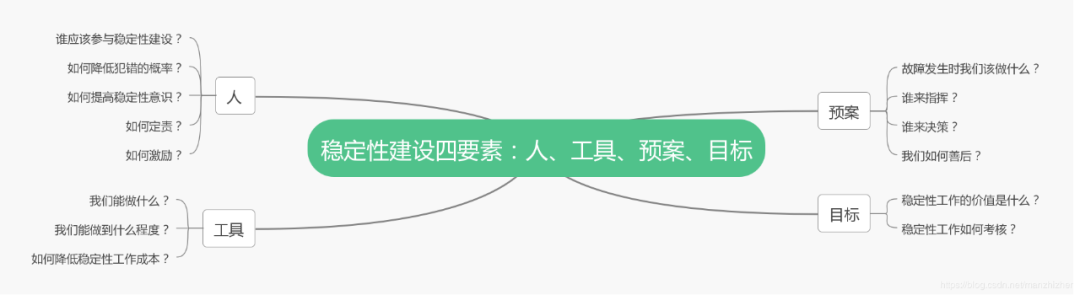 谁应该参与稳定性建设？
如何降低犯错的概率？
如何提高稳定性意识？
如何定责？
如何激励？
人
我们能做什么？
我们能做到什么程度？
如何降低稳定性工作成本？
工具
稳定性建设四要素：人、工具、预案、目标
预案
故障发生时我们该做什么？
谁来指挥？
谁来决策？
我们如何善后？
目标
稳定性工作的价值是什么？
稳定性工作如何考核？